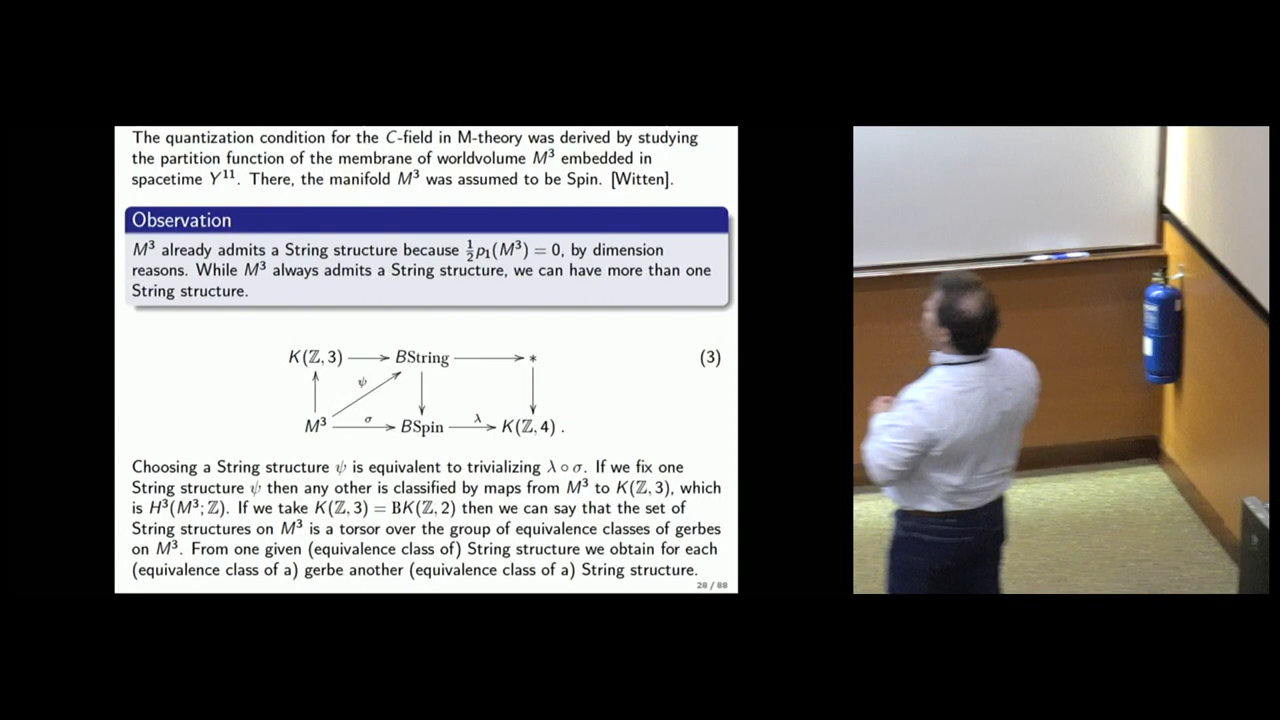 The quantization condition for the C-field in M-theory was derived by studying
the partition function of the membrane of worldvolume M³ embedded in
spacetime Y¹¹. There, the manifold M³ was assumed to be Spin. [Witten].
Observation
M³ already admits a String structure because ½p₁(M³) = 0, by dimension
reasons. While M³ always admits a String structure, we can have more than one
String structure.
K(ℤ, 3) → BString → * (3)
ψ
M³ σ → BSpin λ → K(ℤ, 4) .
Choosing a String structure ψ is equivalent to trivializing λ ∘ σ. If we fix one
String structure ψ then any other is classified by maps from M³ to K(ℤ, 3), which
is H³(M³; ℤ). If we take K(ℤ, 3) = BK(ℤ, 2) then we can say that the set of
String structures on M³ is a torsor over the group of equivalence classes of gerbes
on M³. From one given (equivalence class of) String structure we obtain for each
(equivalence class of a) gerbe another (equivalence class of a) String structure.
28 / 88